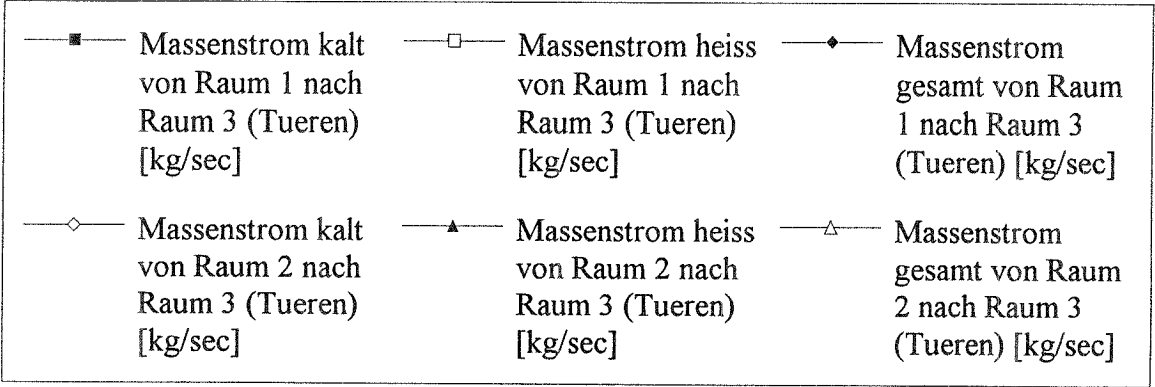 Massenstrom kalt
von Raum 1 nach
Raum 3 (Tueren)
[kg/sec]
Massenstrom heiss
von Raum 1 nach
Raum 3 (Tueren)
[kg/sec]
Massenstrom
gesamt von Raum
1 nach Raum 3
(Tueren) [kg/sec]
Massenstrom kalt
von Raum 2 nach
Raum 3 (Tueren)
[kg/sec]
Massenstrom heiss
von Raum 2 nach
Raum 3 (Tueren)
[kg/sec]
Massenstrom
gesamt von Raum
2 nach Raum 3
(Tueren) [kg/sec]